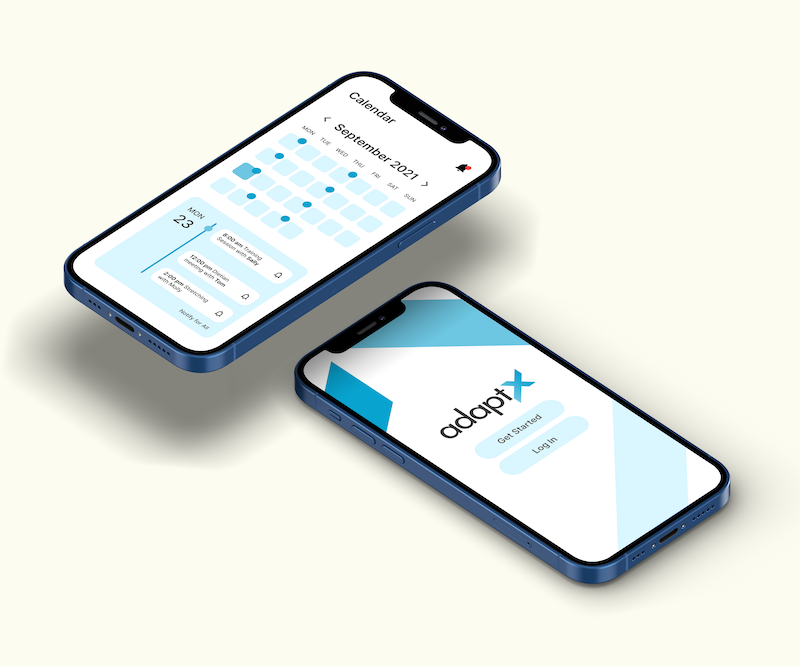 Calendar
September 2021
MON TUE WED THU FRI SAT SUN
MON
23
8:00 am Training
Session with Sally
12:00 pm Dietian
meeting with Tom
2:00 pm Stretching
with Molly
Notify for All
adaptx
Get Started
Log In